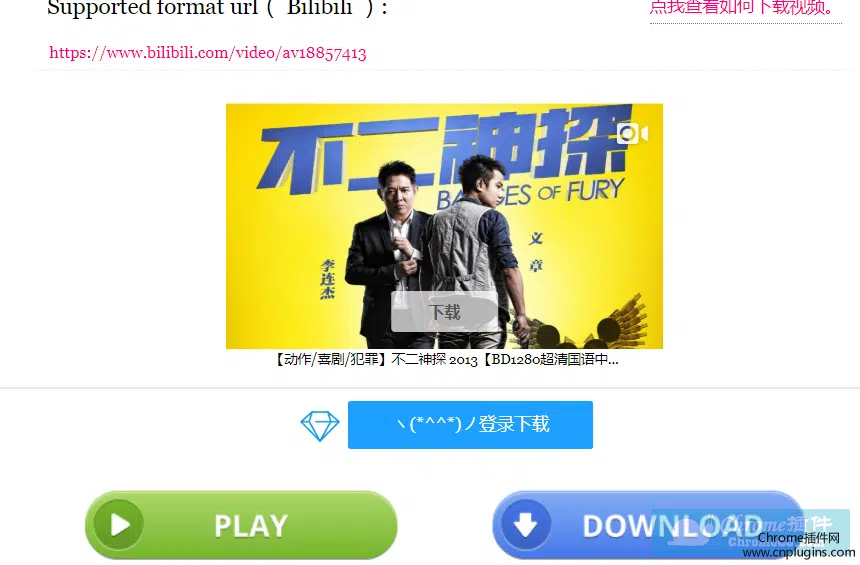 Supported format url ( Bilibili ) :
点我查看如何下载视频。
https://www.bilibili.com/video/av18857413
不二神探
BADGES OF FURY
文章
李连杰
下载
【动作/喜剧/犯罪】不二神探 2013【BD1280超清国语中...
ヽ(*^^*)ノ登录下载
PLAY
DOWNLOAD
Chrome插件
Chrome插件网
www.cnplugins.com